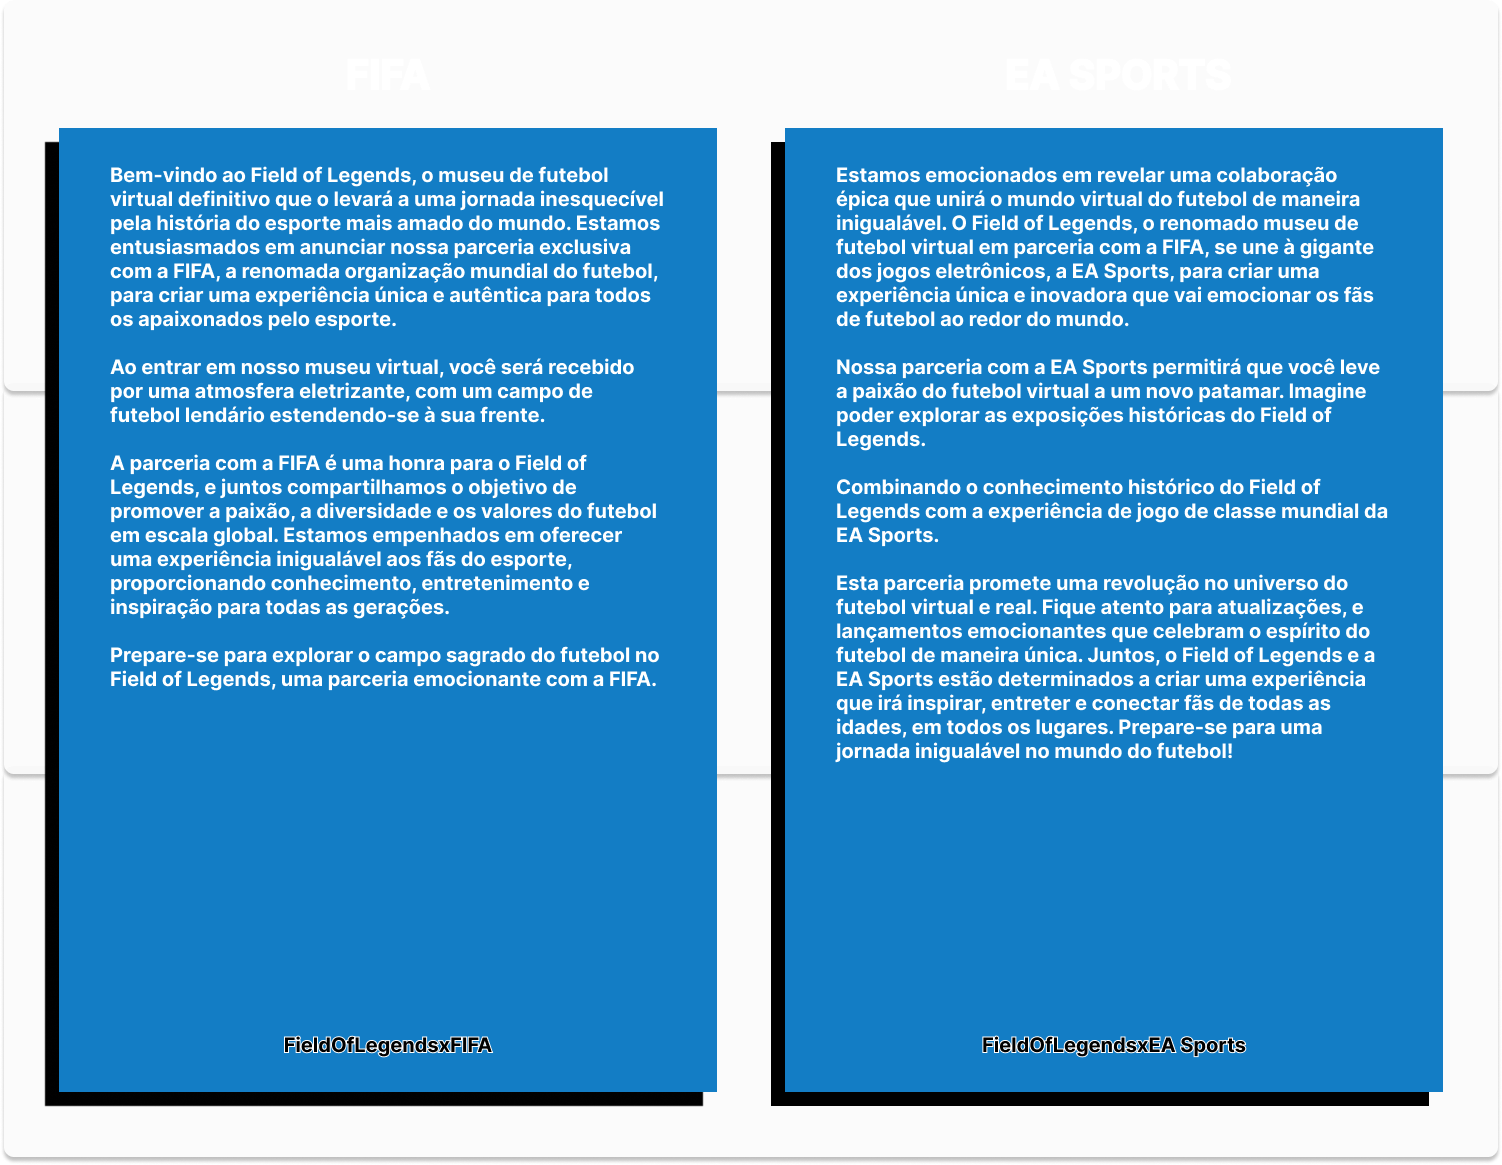 FIFA
Bem-vindo ao Field of Legends, o museu de futebol
virtual definitivo que o levará a uma jornada inesquecível
pela história do esporte mais amado do mundo. Estamos
entusiasmados em anunciar nossa parceria exclusiva
com a FIFA, a renomada organização mundial do futebol,
para criar uma experiência única e autêntica para todos
os apaixonados pelo esporte.
Ao entrar em nosso museu virtual, você será recebido
por uma atmosfera eletrizante, com um campo de
futebol lendário estendendo-se à sua frente.
A parceria com a FIFA é uma honra para o Field of
Legends, e juntos compartilhamos o objetivo de
promover a paixão, a diversidade e os valores do futebol
em escala global. Estamos empenhados em oferecer
uma experiência inigualável aos fãs do esporte,
proporcionando conhecimento, entretenimento e
inspiração para todas as gerações.
Prepare-se para explorar o campo sagrado do futebol no
Field of Legends, uma parceria emocionante com a FIFA.
FieldOfLegendsxFIFA
EA SPORTS
Estamos emocionados em revelar uma colaboração
épica que unirá o mundo virtual do futebol de maneira
inigualável. O Field of Legends, o renomado museu de
futebol virtual em parceria com a FIFA, se une à gigante
dos jogos eletrônicos, a EA Sports, para criar uma
experiência única e inovadora que vai emocionar os fãs
de futebol ao redor do mundo.
Nossa parceria com a EA Sports permitirá que você leve
a paixão do futebol virtual a um novo patamar. Imagine
poder explorar as exposições históricas do Field of
Legends.
Combinando o conhecimento histórico do Field of
Legends com a experiência de jogo de classe mundial da
EA Sports.
Esta parceria promete uma revolução no universo do
futebol virtual e real. Fique atento para atualizações, e
lançamentos emocionantes que celebram o espírito do
futebol de maneira única. Juntos, o Field of Legends e a
EA Sports estão determinados a criar uma experiência
que irá inspirar, entreter e conectar fãs de todas as
idades, em todos os lugares. Prepare-se para uma
jornada inigualável no mundo do futebol!
FieldOfLegendsxEA Sports